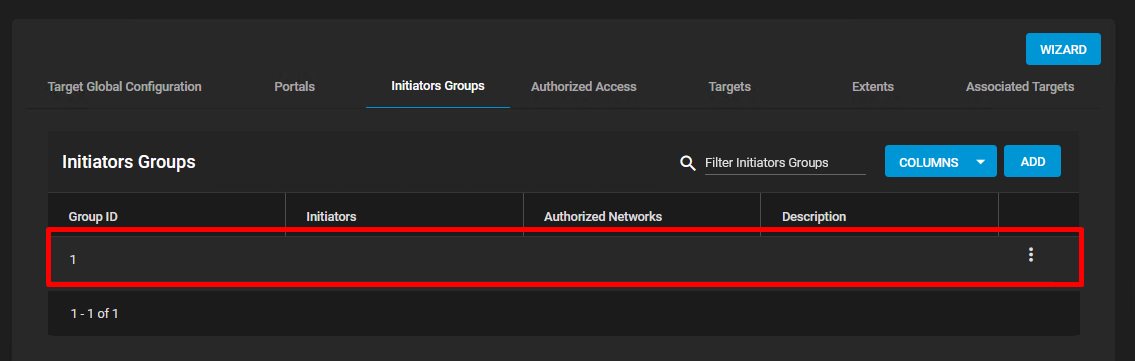 WIZARD
Target Global Configuration Portals Initiators Groups Authorized Access Targets Extents Associated Targets
Initiators Groups Filter Initiators Groups COLUMNS ADD
Group ID Initiators Authorized Networks Description
1
1 - 1 of 1